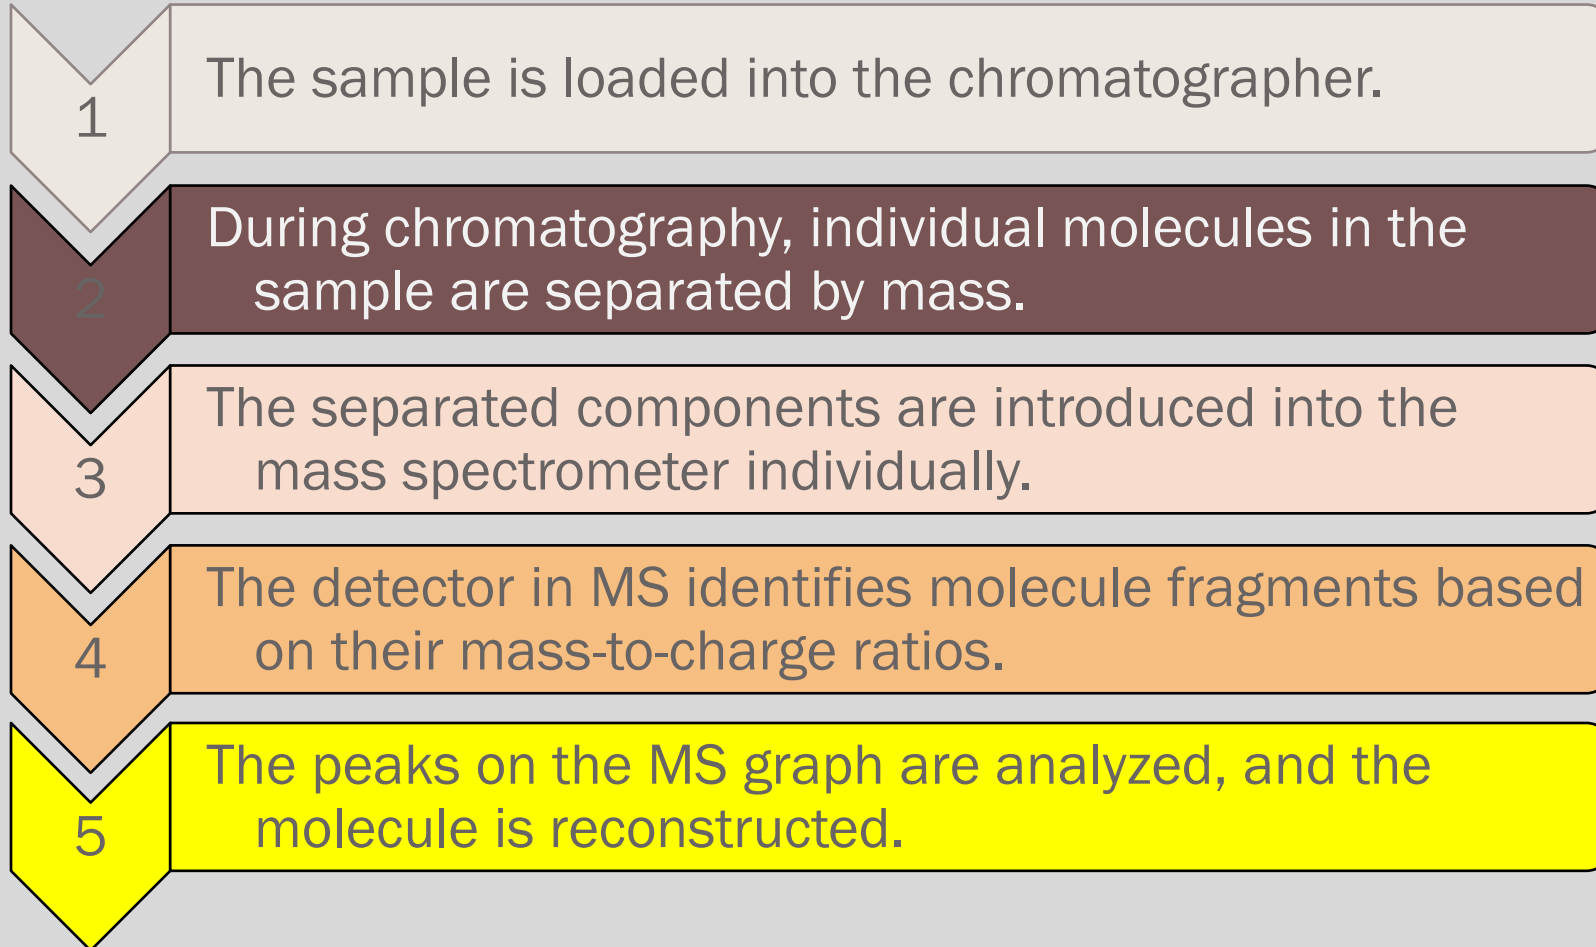 1
The sample is loaded into the chromatographer.
2
During chromatography, individual molecules in the
sample are separated by mass.
3
The separated components are introduced into the
mass spectrometer individually.
4
The detector in MS identifies molecule fragments based
on their mass-to-charge ratios.
5
The peaks on the MS graph are analyzed, and the
molecule is reconstructed.